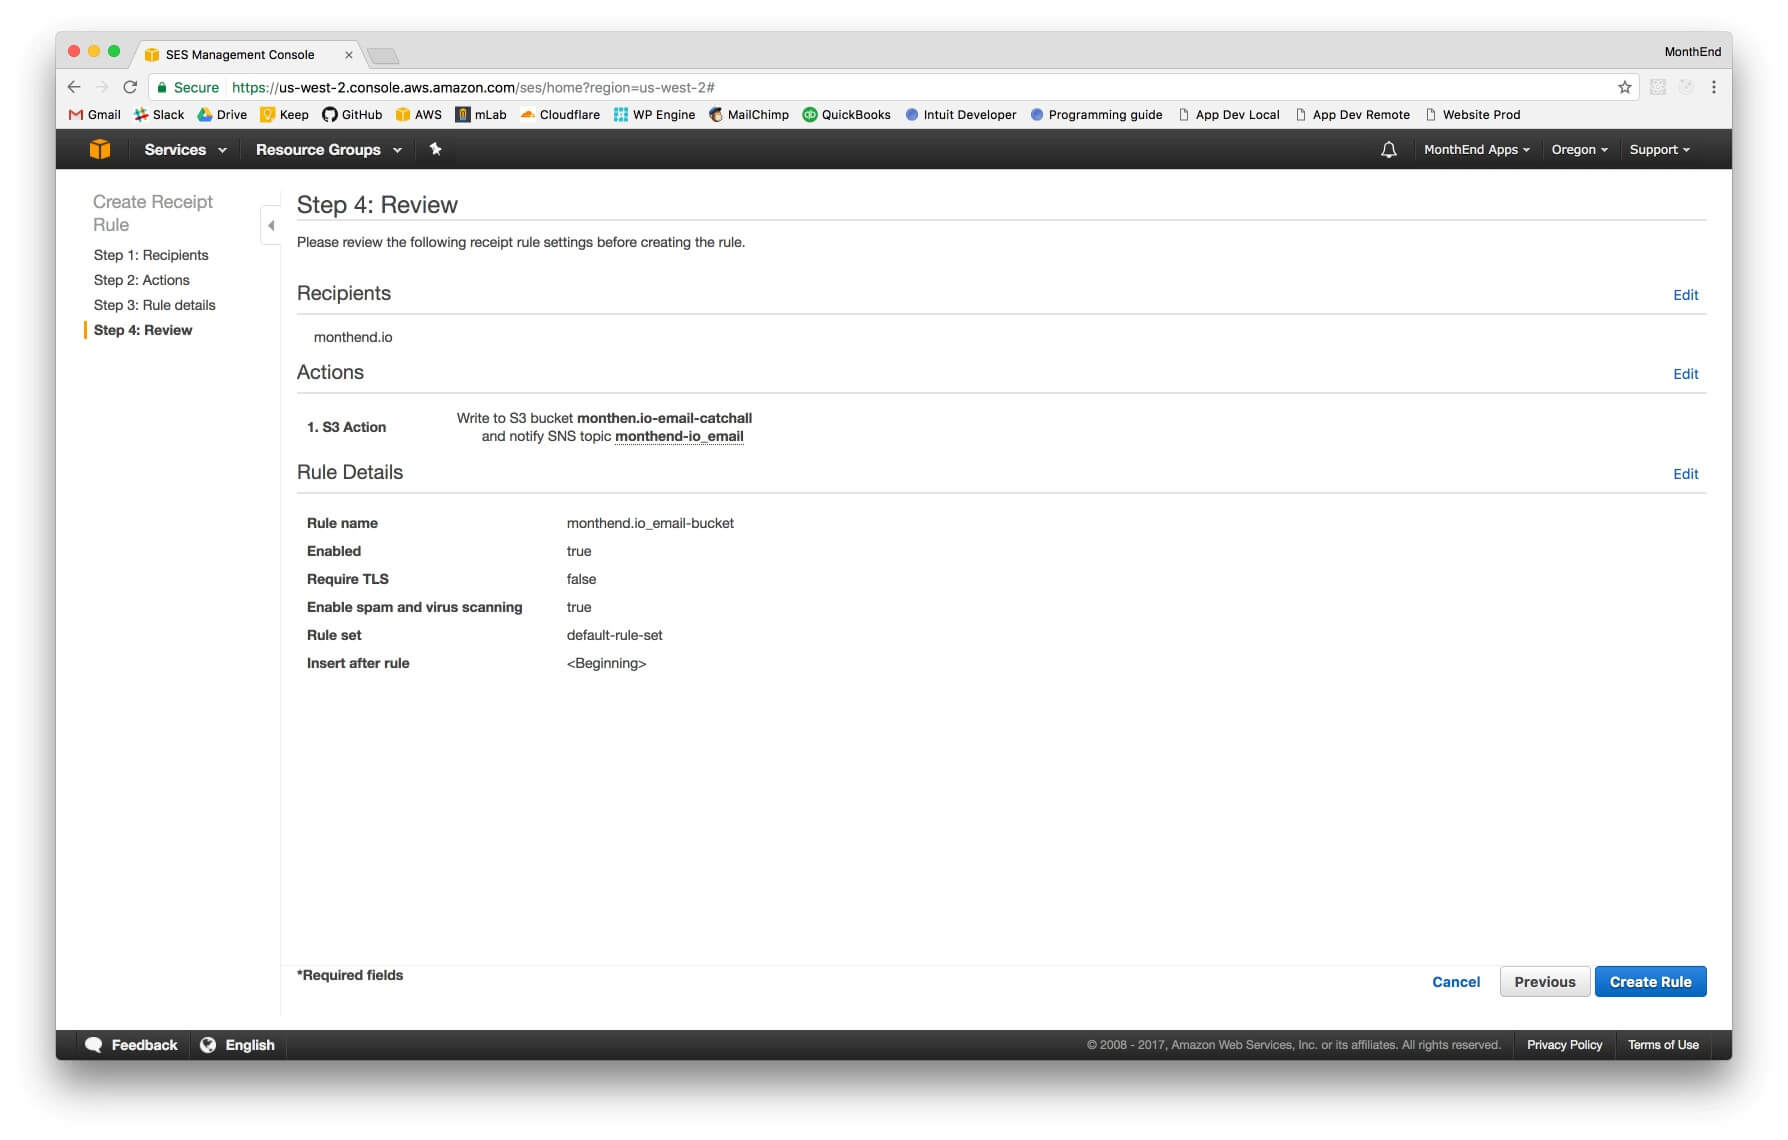 SES Management Console
MonthEnd
Secure https://us-west-2.console.aws.amazon.com/ses/home?region=us-west-2#
Gmail Slack Drive Keep GitHub AWS mLab Cloudflare WP Engine MailChimp QuickBooks Intuit Developer Programming guide App Dev Local App Dev Remote Website Prod
Services Resource Groups MonthEnd Apps Oregon Support
Create Receipt
Rule
Step 1: Recipients
Step 2: Actions
Step 3: Rule details
Step 4: Review
Step 4: Review
Please review the following receipt rule settings before creating the rule.
Recipients Edit
monthend.io
Actions Edit
1. S3 Action
Write to S3 bucket monthen.io-email-catchall
and notify SNS topic monthend-io_email
Rule Details Edit
Rule name monthend.io_email-bucket
Enabled true
Require TLS false
Enable spam and virus scanning true
Rule set default-rule-set
Insert after rule <Beginning>
*Required fields
Cancel Previous Create Rule
Feedback English © 2008 - 2017, Amazon Web Services, Inc. or its affiliates. All rights reserved. Privacy Policy Terms of Use